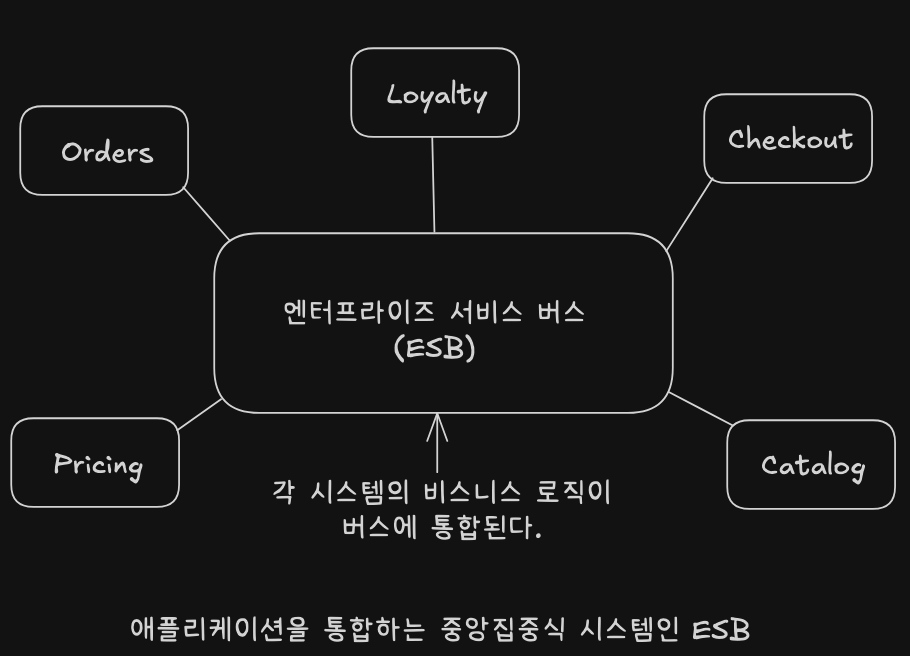 Loyalty
Orders
Checkout
엔터프라이즈 서비스 버스
(ESB)
Pricing
Catalog
각 시스템의 비스니스 로직이
버스에 통합된다.
애플리케이션을 통합하는 중앙집중식 시스템인 ESB